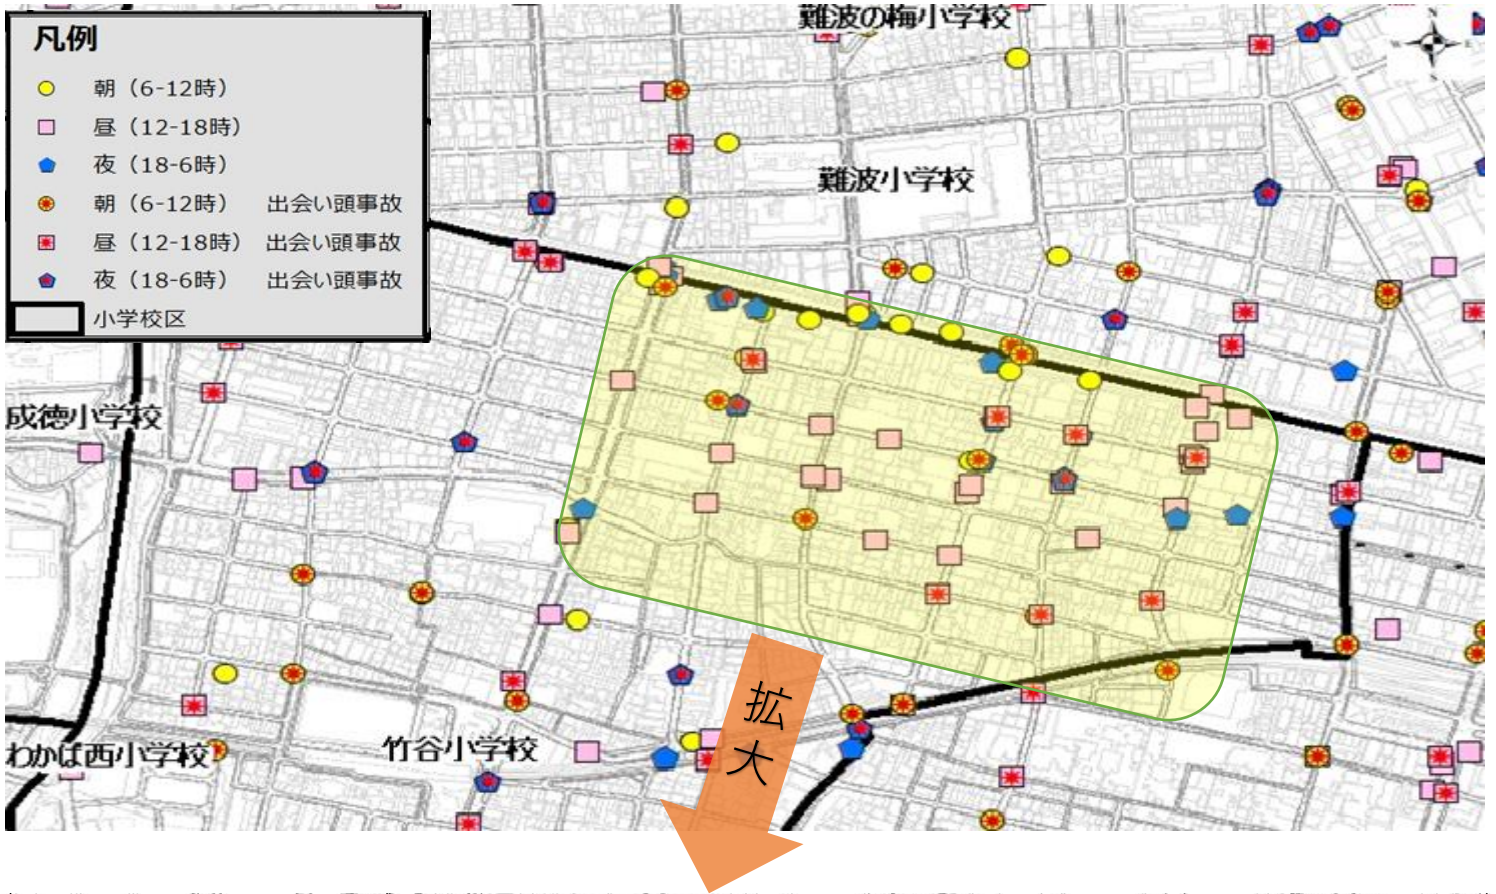 凡例
朝（6-12時）
昼（12-18時）
夜（18-6時）
朝（6-12時） 出会い頭事故
昼（12-18時） 出会い頭事故
夜（18-6時） 出会い頭事故
小学校区
難波の梅小学校
N
W
E
S
難波小学校
成徳小学校
わかば西小学校
竹谷小学校
拡大